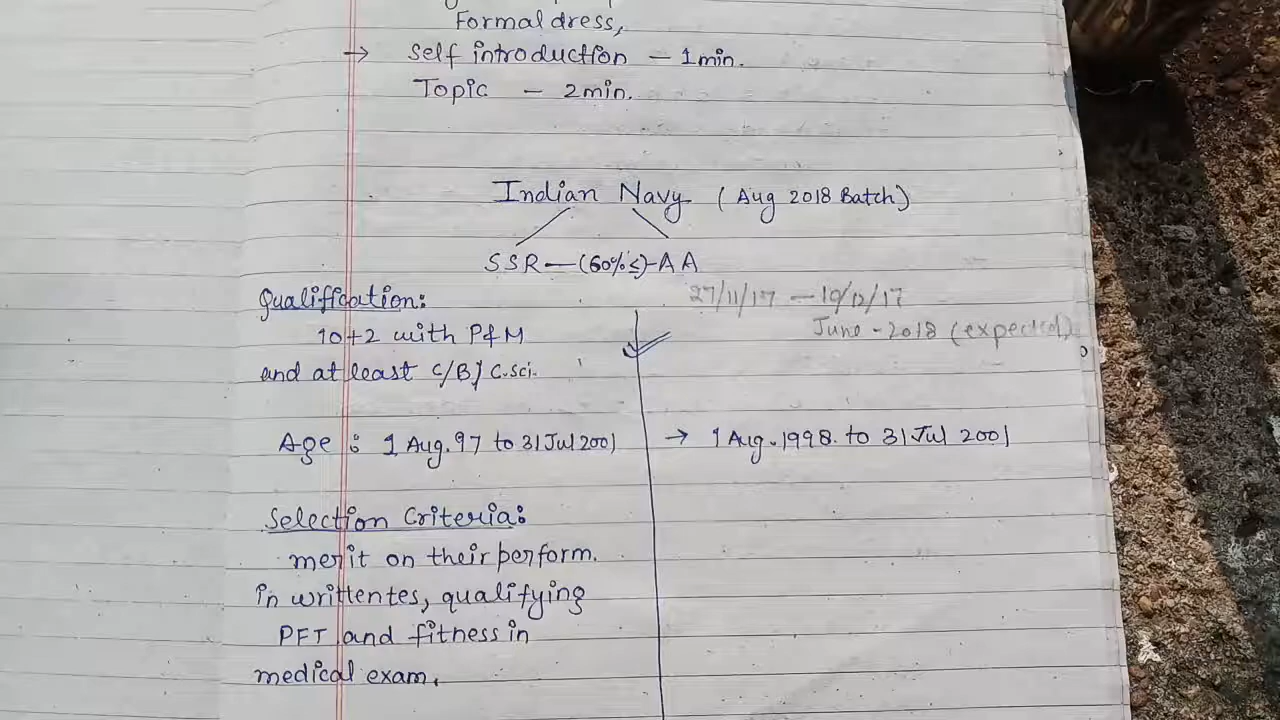 Formal dress,
→ Self introduction - 1min.
Topic - 2min.
Indian Navy (Aug 2018 Batch)
SSR - (60%≤) - AA
Qualification: 27/11/17 - 10/12/17
10+2 with P&M June - 2018 (expected)
and at least C/B/C.sci.
Age : 1 Aug. 97 to 31 Jul 2001 → 1 Aug. 1998. to 31 Jul 2001
Selection Criteria:
merit on their perform.
in writtentes, qualifying
PFT and fitness in
medical exam.